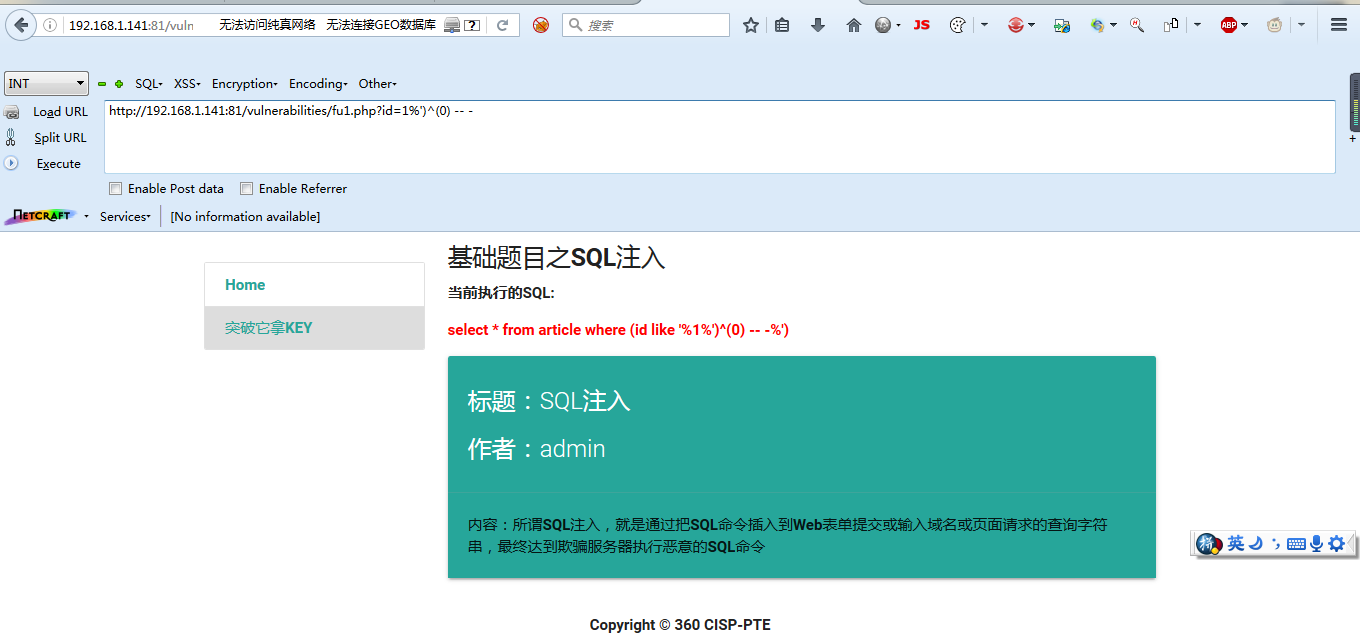 192.168.1.141:81/vuln 无法访问纯真网络 无法连接GEO数据库 搜索 JS ABP
INT SQL XSS Encryption Encoding Other
Load URL http://192.168.1.141:81/vulnerabilities/fu1.php?id=1%')^(0) -- -
Split URL
Execute
Enable Post data Enable Referrer
NETCRAFT Services [No information available]
基础题目之SQL注入
Home
当前执行的SQL:
突破它拿KEY
select * from article where (id like '%1%')^(0) -- -%')
标题：SQL注入
作者：admin
内容：所谓SQL注入，就是通过把SQL命令插入到Web表单提交或输入域名或页面请求的查询字符
串，最终达到欺骗服务器执行恶意的SQL命令
拼 英
Copyright © 360 CISP-PTE